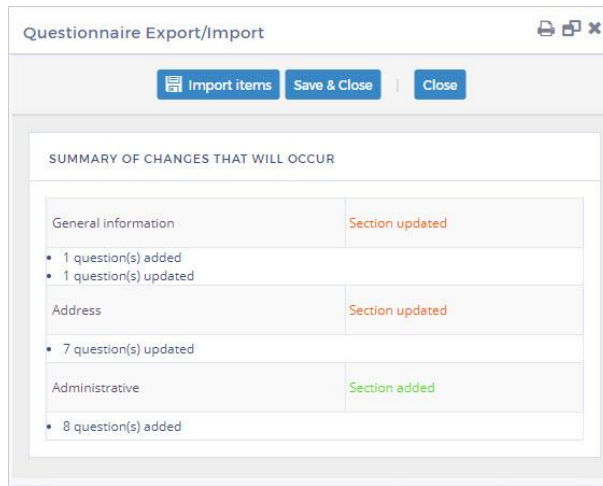 Questionnaire Export/Import
Import items Save & Close | Close
SUMMARY OF CHANGES THAT WILL OCCUR
General information Section updated
• 1 question(s) added
• 1 question(s) updated
Address Section updated
• 7 question(s) updated
Administrative Section added
• 8 question(s) added